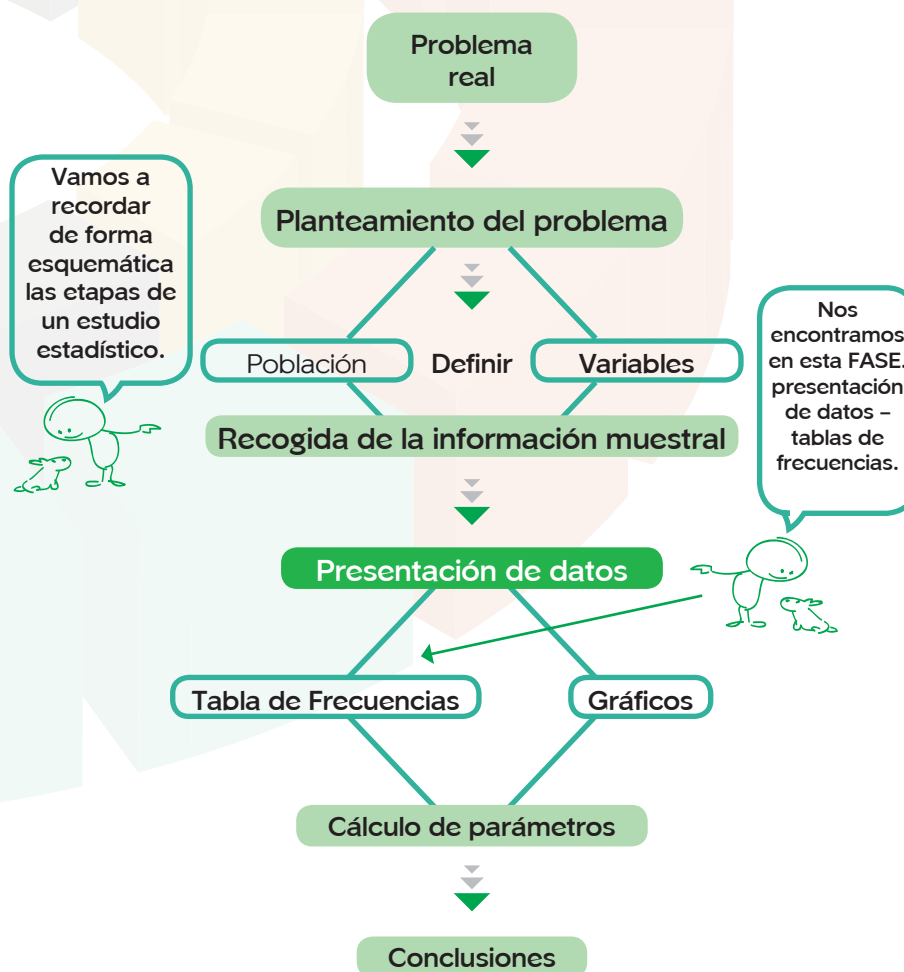 Problema
real
Vamos a
recordar
de forma
esquemática
las etapas de
un estudio
estadístico.
Planteamiento del problema
Población
Definir
Variables
Nos
encontramos
en esta FASE.
presentación
de datos –
tablas de
frecuencias.
Recogida de la información muestral
Presentación de datos
Tabla de Frecuencias
Gráficos
Cálculo de parámetros
Conclusiones